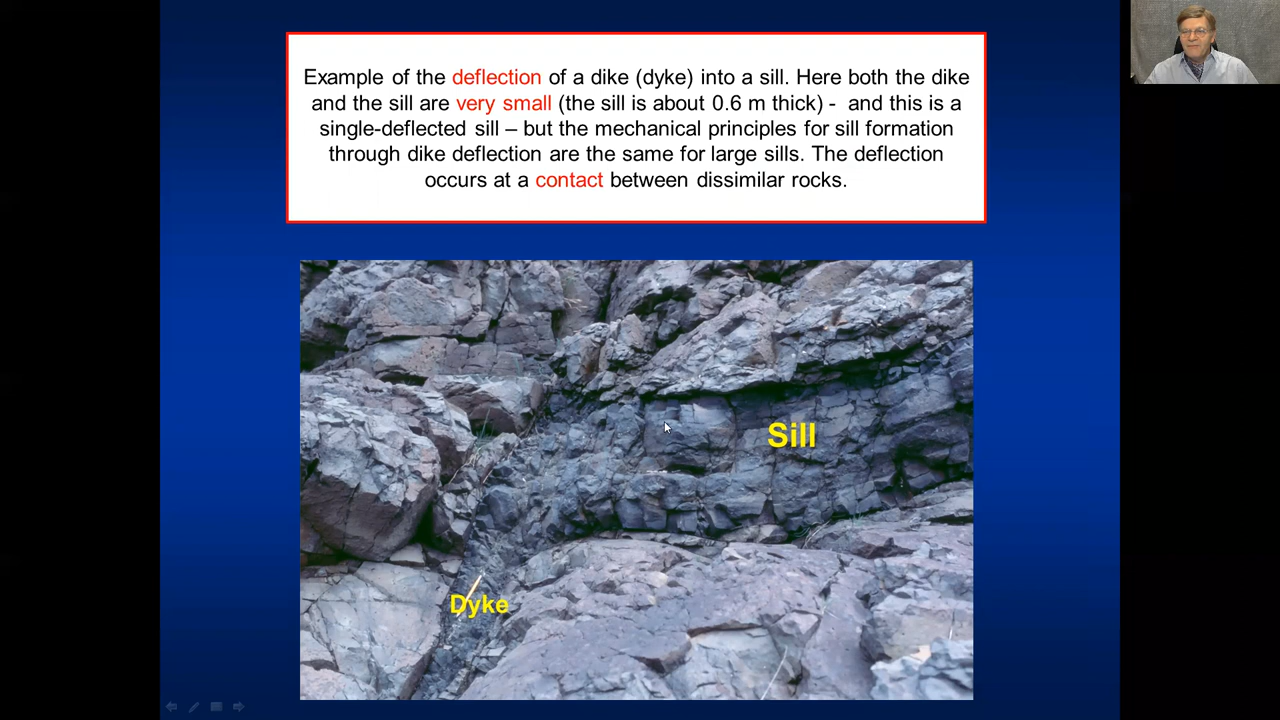 Example of the deflection of a dike (dyke) into a sill. Here both the dike
and the sill are very small (the sill is about 0.6 m thick) - and this is a
single-deflected sill – but the mechanical principles for sill formation
through dike deflection are the same for large sills. The deflection
occurs at a contact between dissimilar rocks.
Sill
Dyke